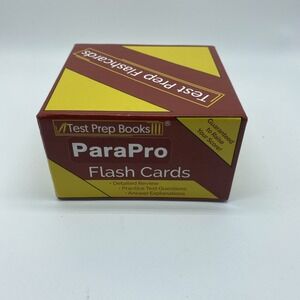 Test Prep Flashcards
Test Prep Books
ParaPro
Flash Cards
· Detailed Review
· Practice Test Questions
· Answer Explanations
Guaranteed
to Raise
Your Score!